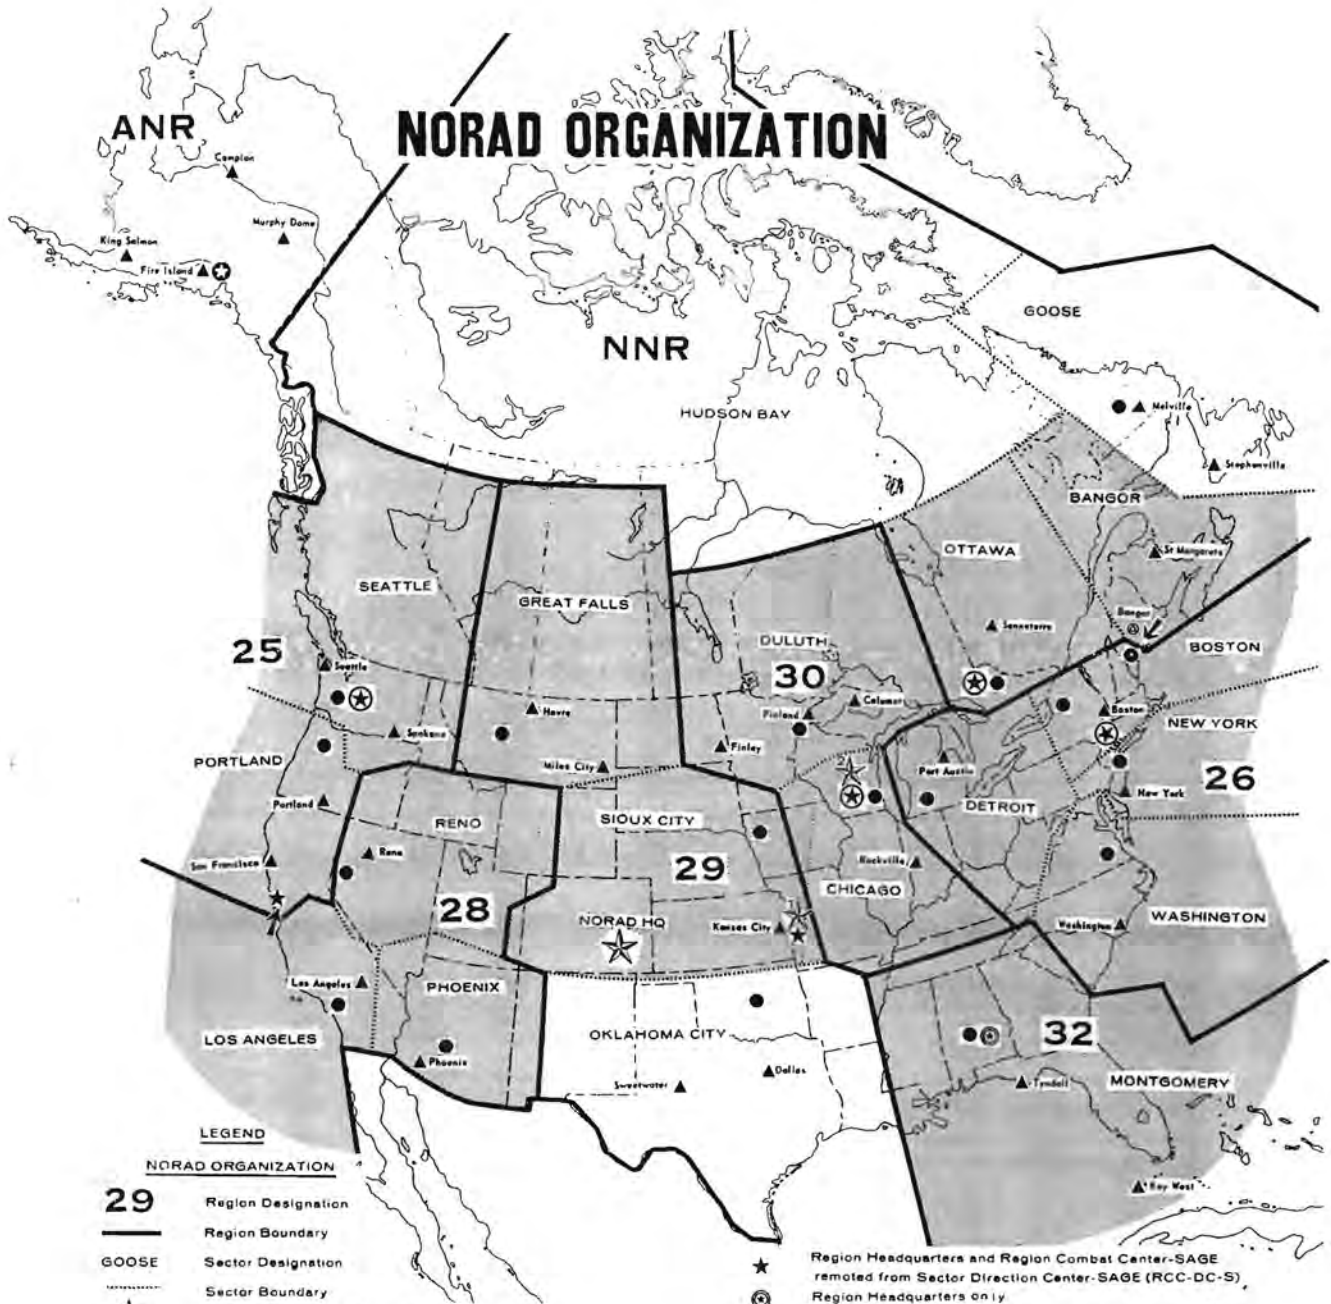 NORAD ORGANIZATION
ANR
Campion
Murphy Dome
King Salmon
Fire Island
NNR
HUDSON BAY
GOOSE
Melville
Stephenville
BANGOR
OTTAWA
St Margarets
Senneterre
Bangor
BOSTON
SEATTLE
GREAT FALLS
DULUTH
25
30
Seattle
Havre
Calumet
Finland
Boston
NEW YORK
Spokane
Finley
PORTLAND
Miles City
2
Port Austin
26
DETROIT
New York
Portland
RENO
SIOUX CITY
Reno
San Francisco
29
Rockville
CHICAGO
28
NORAD HQ
1
Kansas City
Washington
WASHINGTON
Los Angeles
PHOENIX
LOS ANGELES
OKLAHOMA CITY
32
Phoenix
Sweetwater
Dallas
Tyndall
MONTGOMERY
Key West
LEGEND
NORAD ORGANIZATION
29 Region Designation
Region Boundary
GOOSE Sector Designation
Sector Boundary
Region Headquarters and Region Combat Center-SAGE
remoted from Sector Direction Center-SAGE (RCC-DC-S)
Region Headquarters only